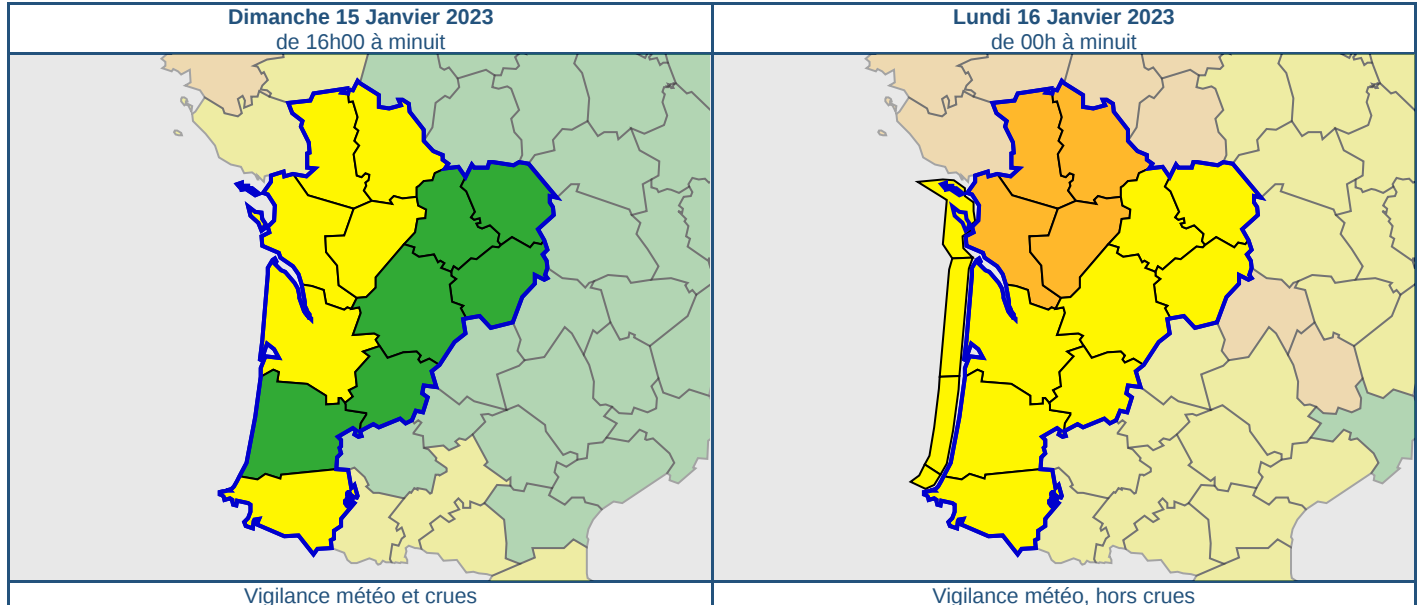 Dimanche 15 Janvier 2023
de 16h00 à minuit
Lundi 16 Janvier 2023
de 00h à minuit
Vigilance météo et crues
Vigilance météo, hors crues